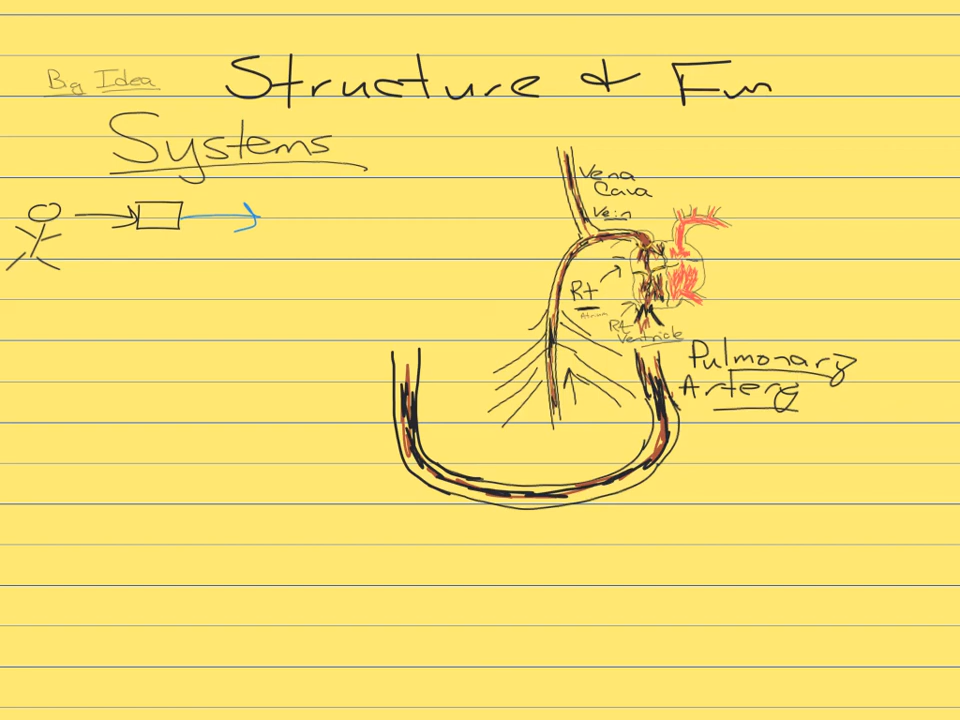 Big Idea
Structure & Fun
Systems
Vena
Cava
Vein
Rt
Atrium
Rt
Ventricle
Pulmonary
Artery